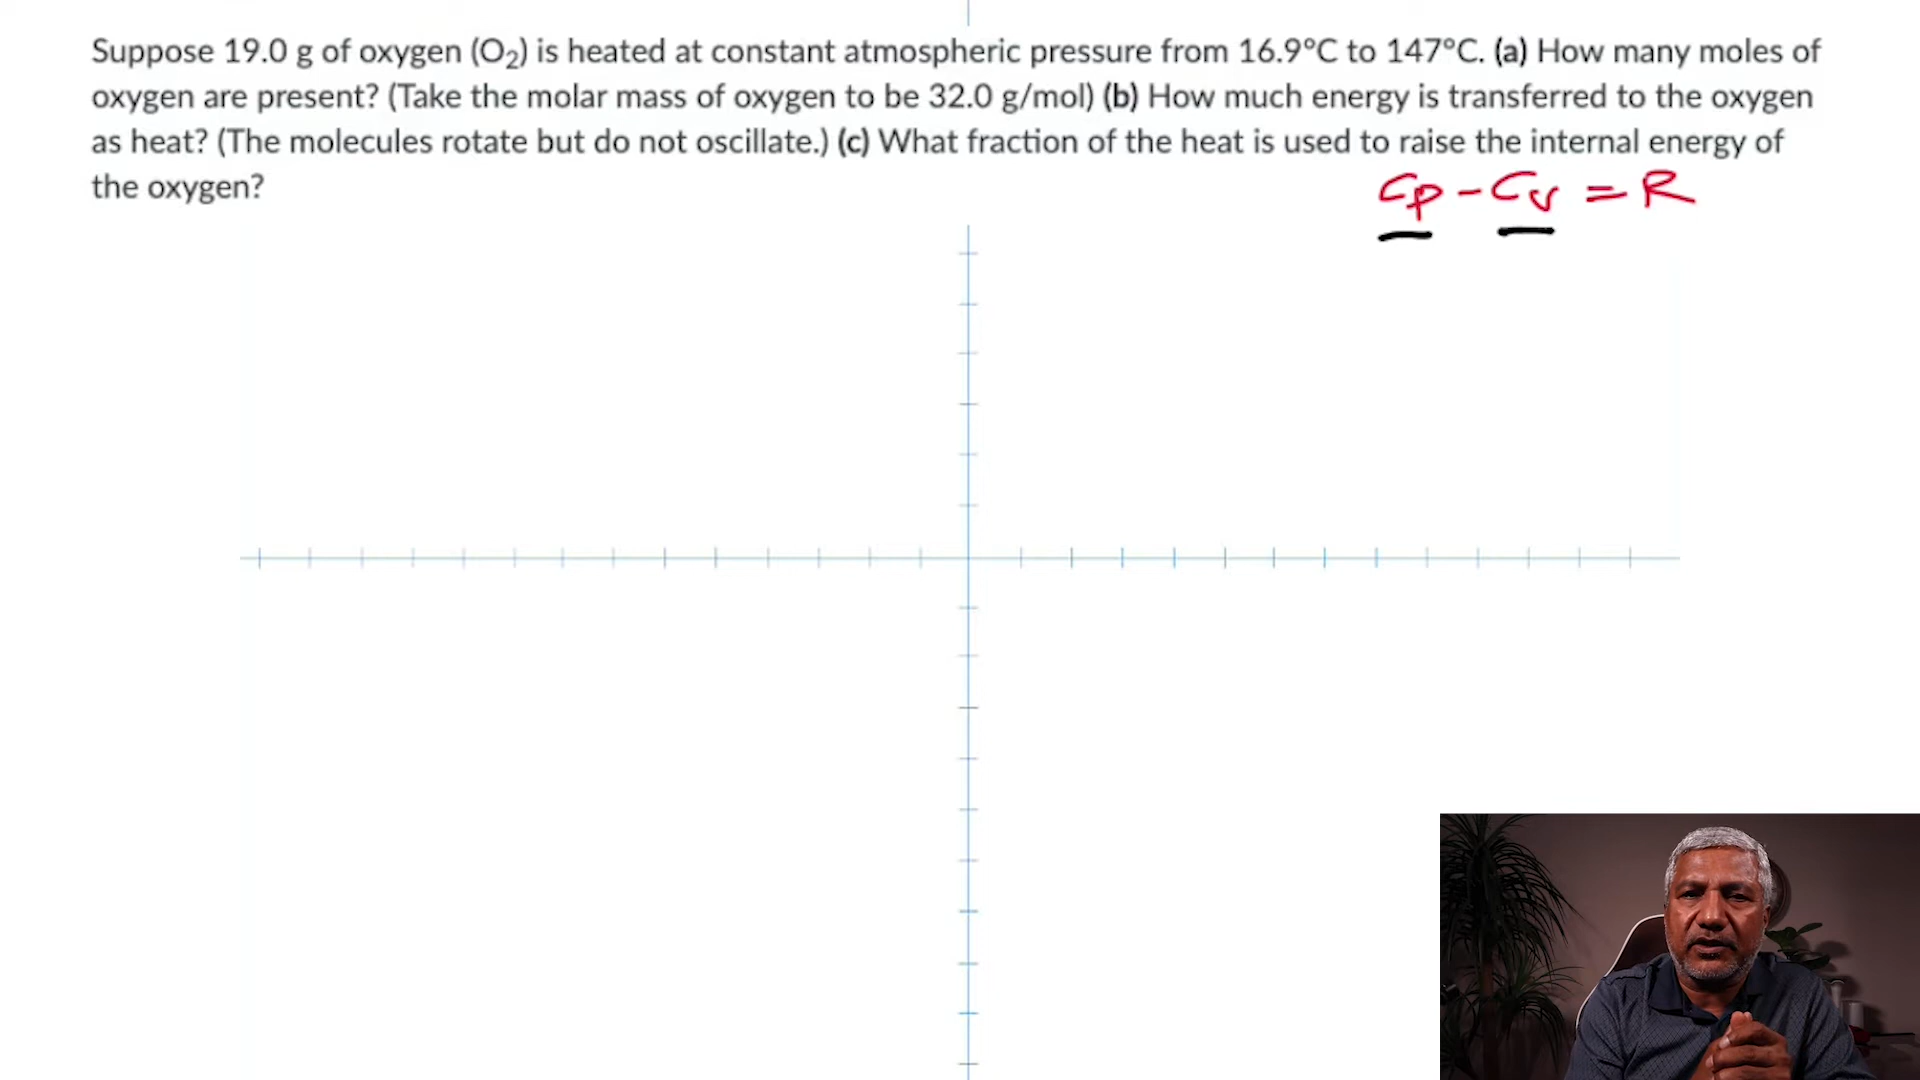 Suppose 19.0 g of oxygen (O₂) is heated at constant atmospheric pressure from 16.9°C to 147°C. (a) How many moles of
oxygen are present? (Take the molar mass of oxygen to be 32.0 g/mol) (b) How much energy is transferred to the oxygen
as heat? (The molecules rotate but do not oscillate.) (c) What fraction of the heat is used to raise the internal energy of
the oxygen?
Cp - Cv = R